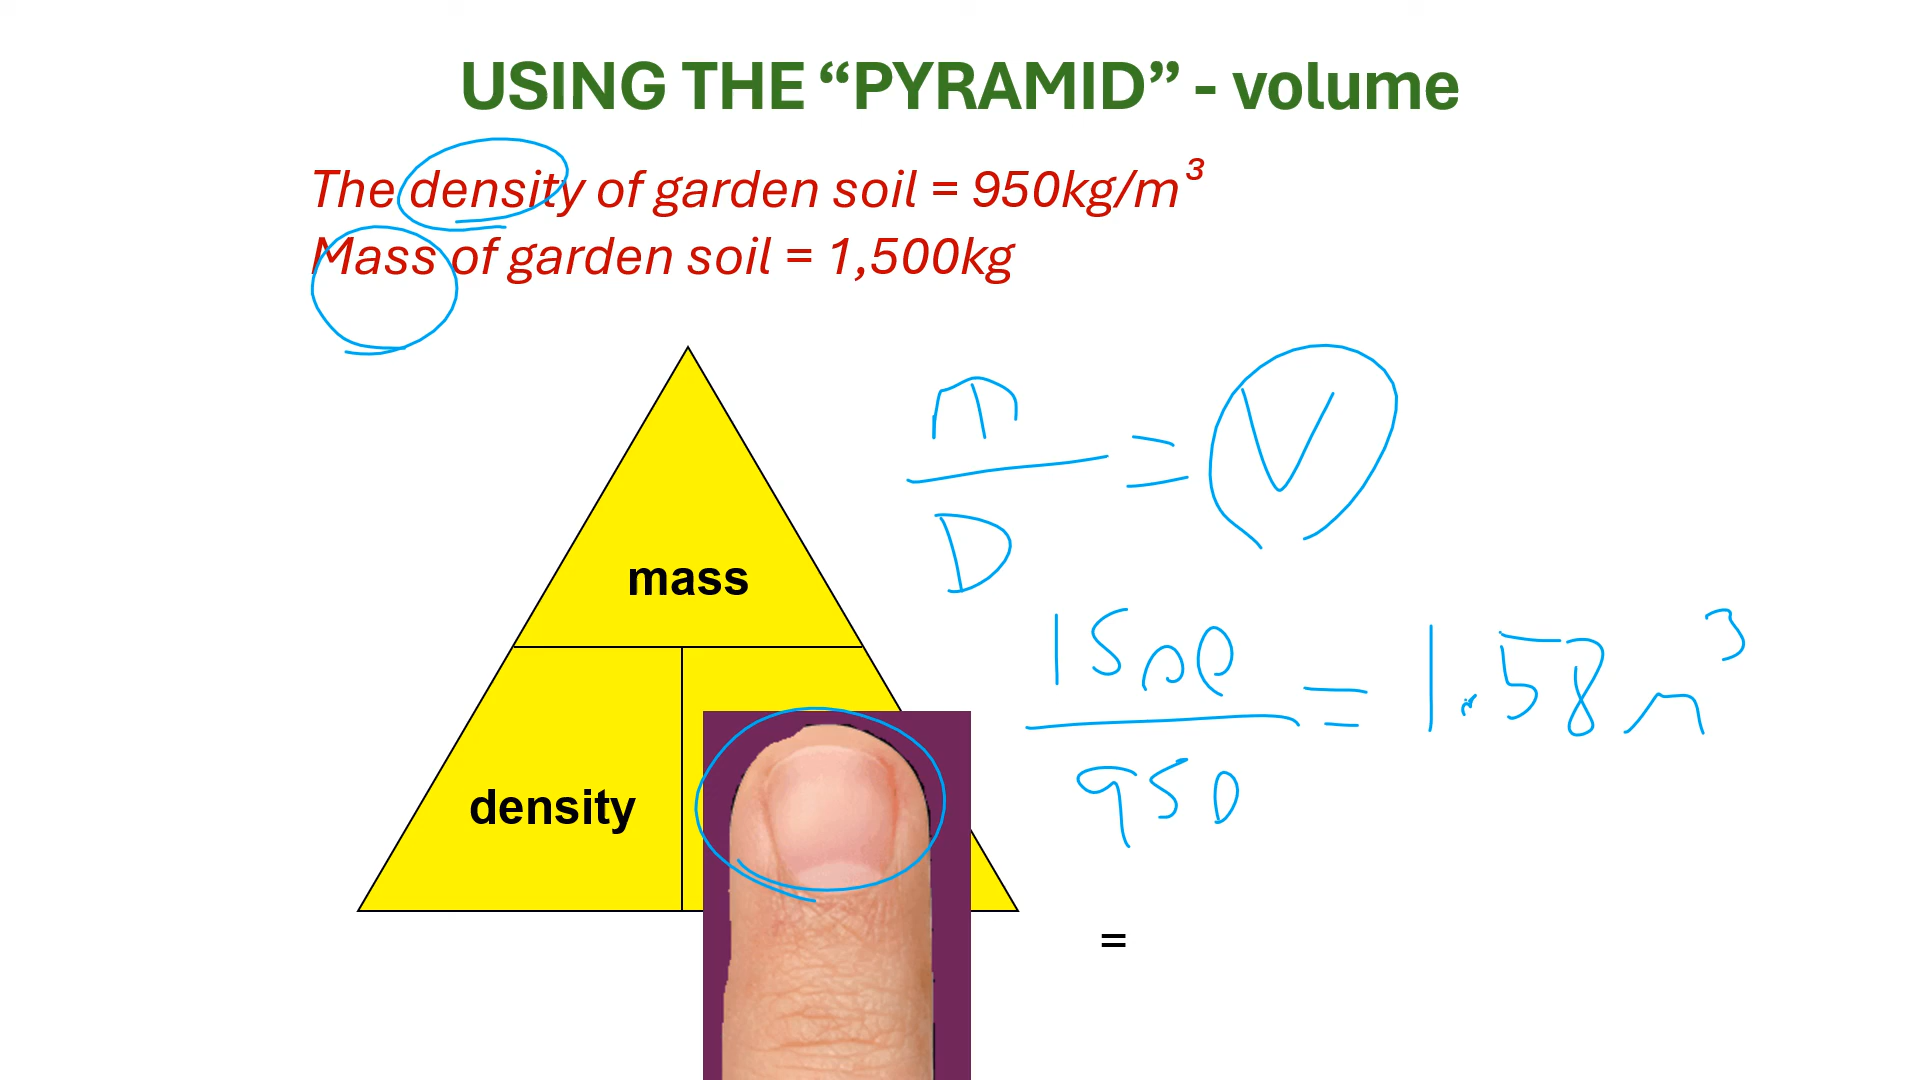 USING THE “PYRAMID” - volume
The density of garden soil = 950kg/m³
Mass of garden soil = 1,500kg
m
D
= V
mass
1500
950
= 1.58m³
density
=